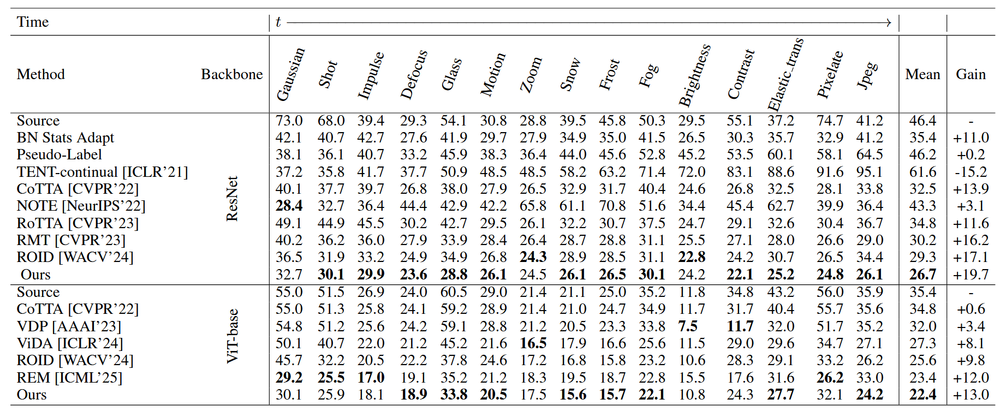 Time t
Method Backbone Gaussian Shot Impulse Defocus Glass Motion Zoom Snow Frost Fog Brightness Contrast Elastic_trans Pixelate Jpeg Mean Gain
ResNet
Source 73.0 68.0 39.4 29.3 54.1 30.8 28.8 39.5 45.8 50.3 29.5 55.1 37.2 74.7 41.2 46.4 -
BN Stats Adapt 42.1 40.7 42.7 27.6 41.9 29.7 27.9 34.9 35.0 41.5 26.5 30.3 35.7 32.9 41.2 35.4 +11.0
Pseudo-Label 38.1 36.1 40.7 33.2 45.9 38.3 36.4 44.0 45.6 52.8 45.2 53.5 60.1 58.1 64.5 46.2 +0.2
TENT-continual [ICLR'21] 37.2 35.8 41.7 37.7 50.9 48.5 48.5 58.2 63.2 71.4 72.0 83.1 88.6 91.6 95.1 61.6 -15.2
CoTTA [CVPR'22] 40.1 37.7 39.7 26.8 38.0 27.9 26.5 32.9 31.7 40.4 24.6 26.8 32.5 28.1 33.8 32.5 +13.9
NOTE [NeurIPS'22] 28.4 32.7 36.4 44.4 42.9 42.2 65.8 61.1 70.8 51.6 34.4 45.4 62.7 39.9 36.4 43.3 +3.1
RoTTA [CVPR'23] 49.1 44.9 45.5 30.2 42.7 29.5 26.1 32.2 30.7 37.5 24.7 29.1 32.6 30.4 36.7 34.8 +11.6
RMT [CVPR'23] 40.2 36.2 36.0 27.9 33.9 28.4 26.4 28.7 28.8 31.1 25.5 27.1 28.0 26.6 29.0 30.2 +16.2
ROID [WACV'24] 36.5 31.9 33.2 24.9 34.9 26.8 24.3 28.9 28.5 31.1 22.8 24.2 30.7 26.5 34.4 29.3 +17.1
Ours 32.7 30.1 29.9 23.6 28.8 26.1 24.5 26.1 26.5 30.1 24.2 22.1 25.2 24.8 26.1 26.7 +19.7
ViT-base
Source 55.0 51.5 26.9 24.0 60.5 29.0 21.4 21.1 25.0 35.2 11.8 34.8 43.2 56.0 35.9 35.4 -
CoTTA [CVPR'22] 55.0 51.3 25.8 24.1 59.2 28.9 21.4 21.0 24.7 34.9 11.7 31.7 40.4 55.7 35.6 34.8 +0.6
VDP [AAAI'23] 54.8 51.2 25.6 24.2 59.1 28.8 21.2 20.5 23.3 33.8 7.5 11.7 32.0 51.7 35.2 32.0 +3.4
ViDA [ICLR'24] 50.1 40.7 22.0 21.2 45.2 21.6 16.5 17.9 16.6 25.6 11.5 29.0 29.6 34.7 27.1 27.3 +8.1
ROID [WACV'24] 45.7 32.2 20.5 22.2 37.8 24.6 17.2 16.8 15.8 23.2 10.6 28.3 29.1 33.2 26.2 25.6 +9.8
REM [ICML'25] 29.2 25.5 17.0 19.1 35.2 21.2 18.3 19.5 18.7 22.8 15.5 17.6 31.6 26.2 33.0 23.4 +12.0
Ours 30.1 25.9 18.1 18.9 33.8 20.5 17.5 15.6 15.7 22.1 10.8 24.3 27.7 32.1 24.2 22.4 +13.0